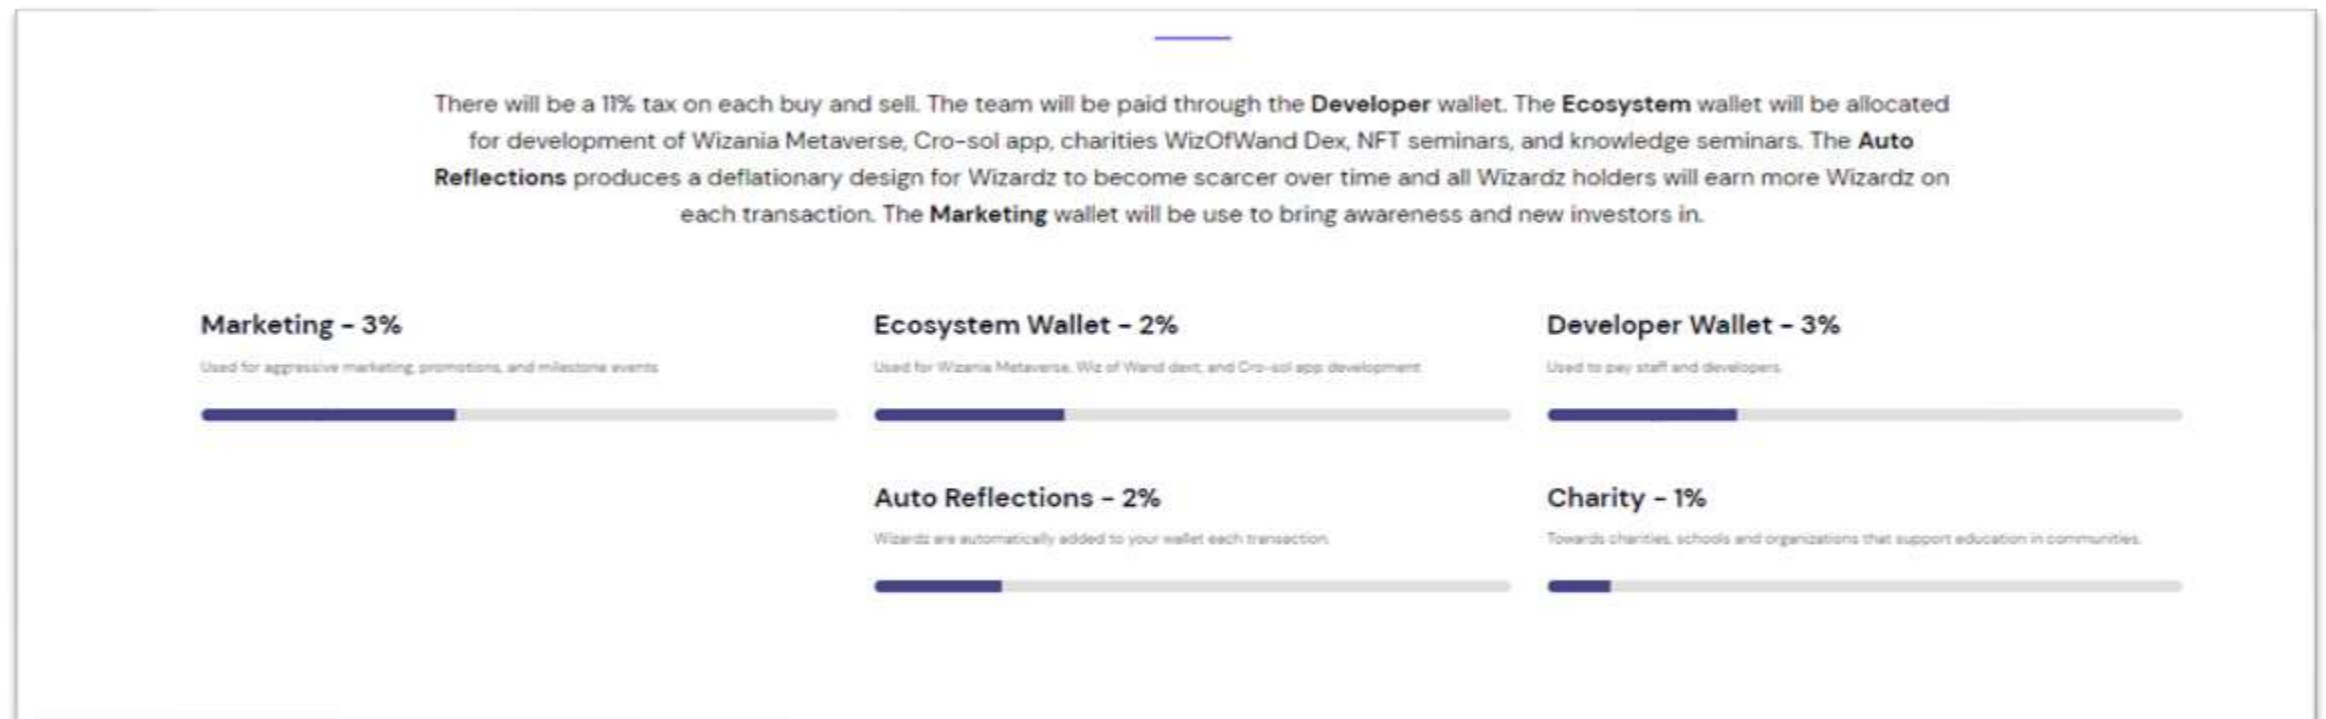 There will be a 11% tax on each buy and sell. The team will be paid through the Developer wallet. The Ecosystem wallet will be allocated
for development of Wizania Metaverse, Cro-sol app, charities WizOfWand Dex, NFT seminars, and knowledge seminars. The Auto
Reflections produces a deflationary design for Wizardz to become scarcer over time and all Wizardz holders will earn more Wizardz on
each transaction. The Marketing wallet will be use to bring awareness and new investors in.
Marketing - 3%
Used for aggressive marketing, promotions, and milestone events
Ecosystem Wallet - 2%
Used for Wizania Metaverse, Wiz of Wand dext, and Cro-sol app development
Developer Wallet - 3%
Used to pay staff and developers.
Auto Reflections - 2%
Wizardz are automatically added to your wallet each transaction.
Charity - 1%
Towards charities, schools and organizations that support education in communities.